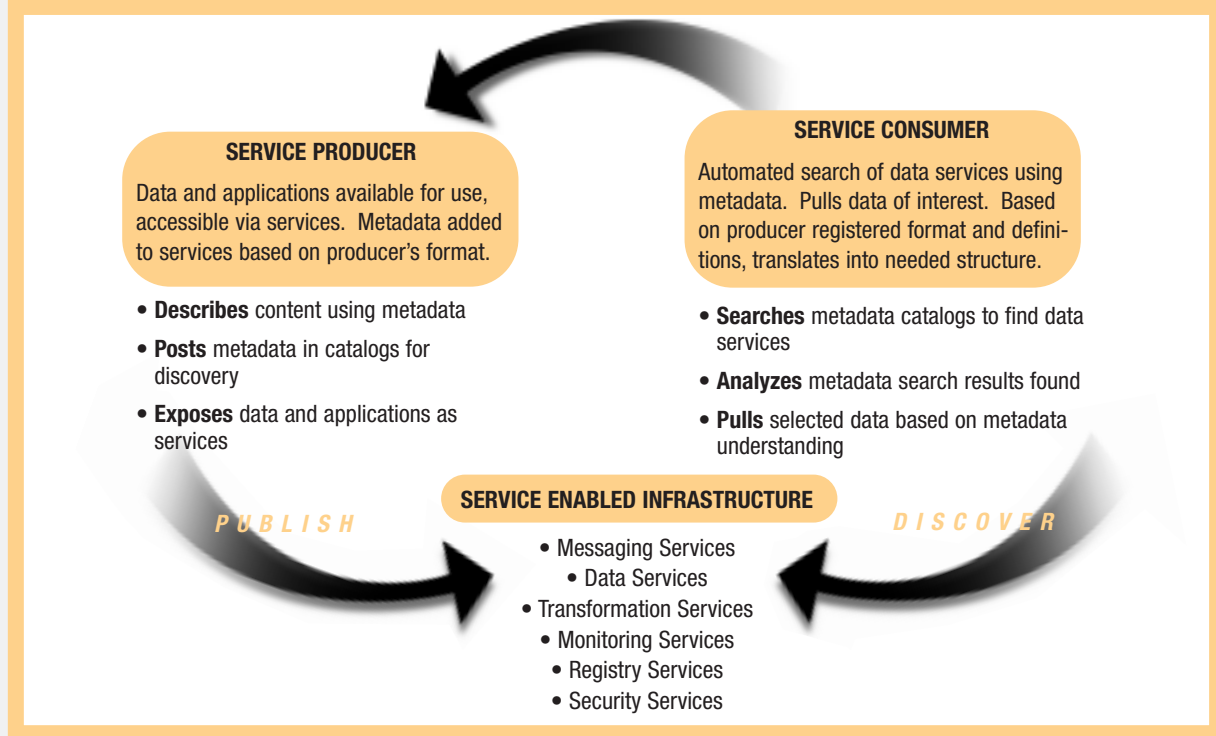 SERVICE PRODUCER
Data and applications available for use,
accessible via services. Metadata added
to services based on producer's format.
• Describes content using metadata
• Posts metadata in catalogs for
discovery
• Exposes data and applications as
services
SERVICE CONSUMER
Automated search of data services using
metadata. Pulls data of interest. Based
on producer registered format and defini-
tions, translates into needed structure.
• Searches metadata catalogs to find data
services
• Analyzes metadata search results found
• Pulls selected data based on metadata
understanding
PUBLISH
SERVICE ENABLED INFRASTRUCTURE
DISCOVER
• Messaging Services
• Data Services
• Transformation Services
• Monitoring Services
• Registry Services
• Security Services